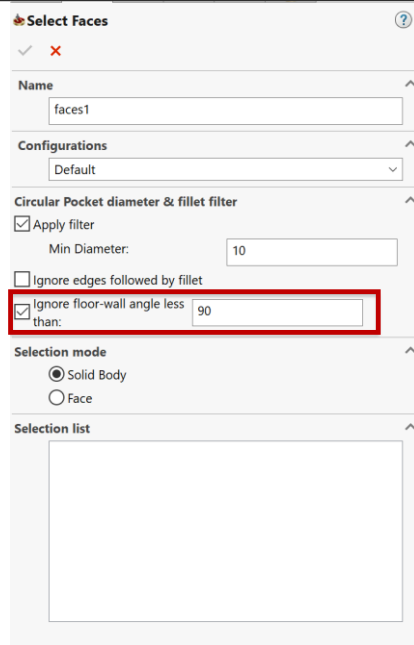 Select Faces
?
Name
faces1
Configurations
Default
Circular Pocket diameter & fillet filter
Apply filter
Min Diameter:
10
Ignore edges followed by fillet
Ignore floor-wall angle less
than:
90
Selection mode
Solid Body
Face
Selection list